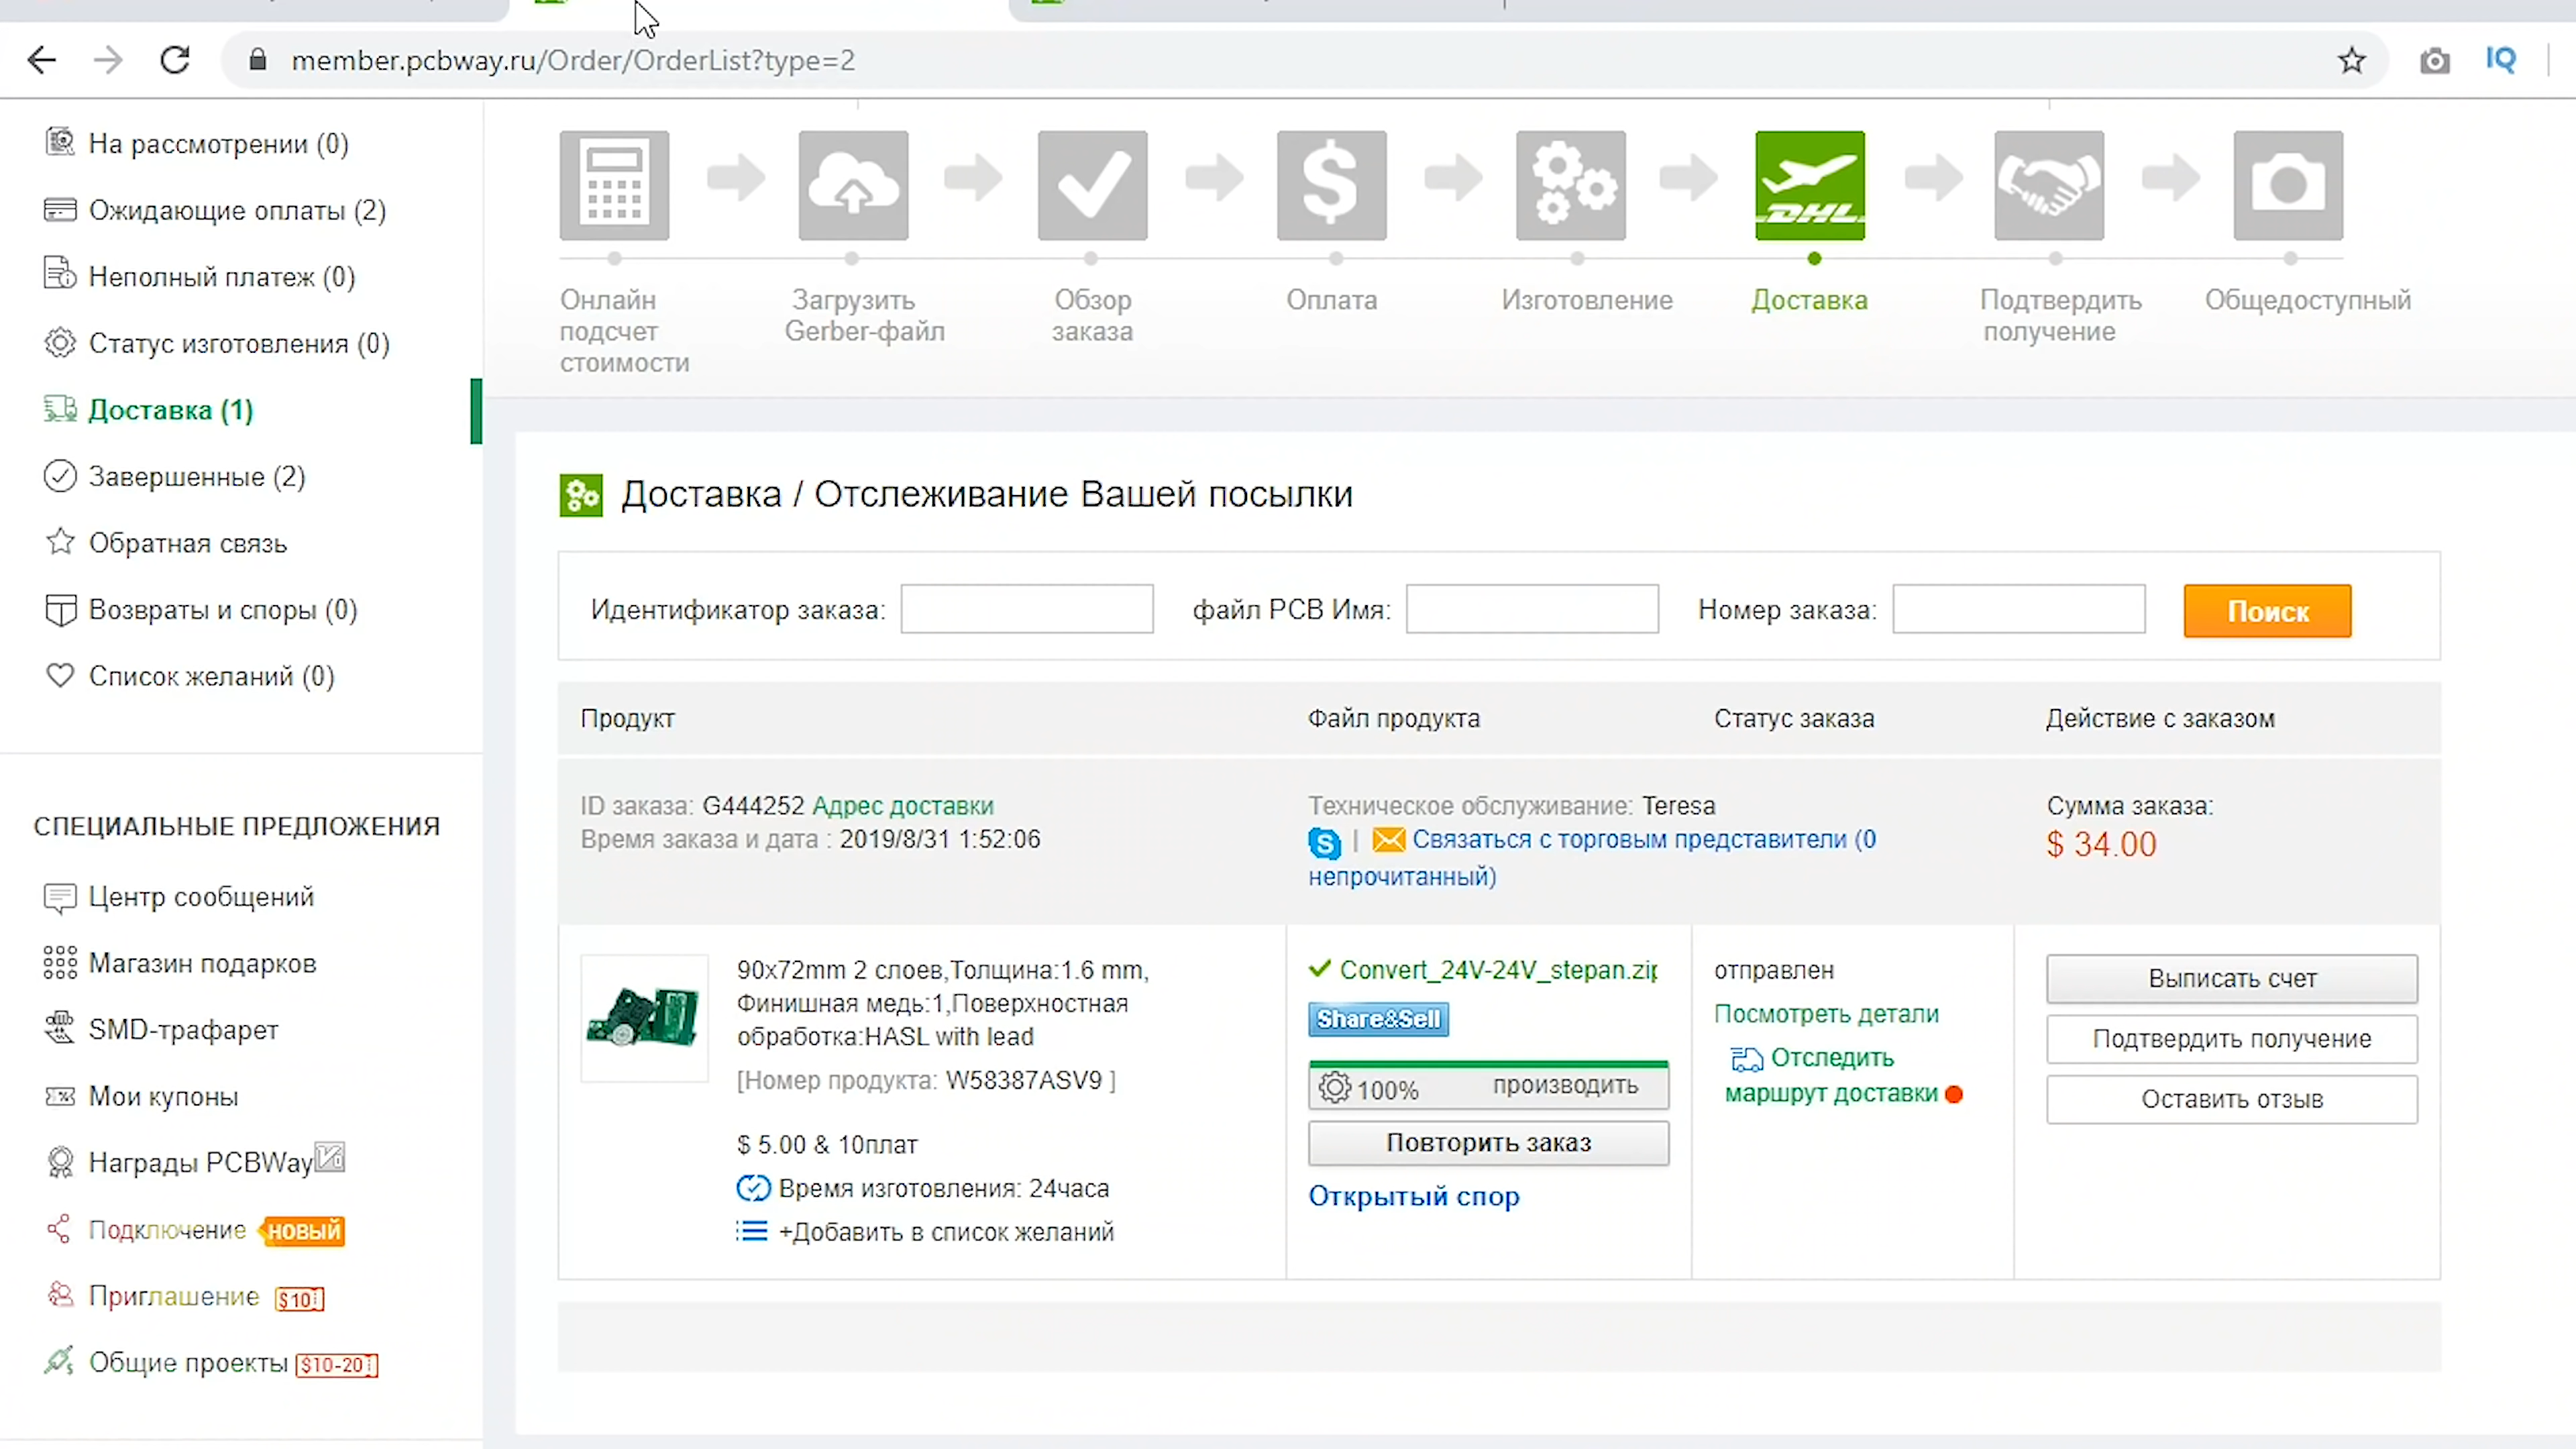 member.pcbway.ru/Order/OrderList?type=2
IQ
На рассмотрении (0)
Ожидающие оплаты (2)
Неполный платеж (0)
Статус изготовления (0)
Доставка (1)
Завершенные (2)
Обратная связь
Возвраты и споры (0)
Список желаний (0)
СПЕЦИАЛЬНЫЕ ПРЕДЛОЖЕНИЯ
Центр сообщений
Магазин подарков
SMD-трафарет
Мои купоны
Награды PCBWay
Подключение НОВЫЙ
Приглашение $10
Общие проекты $10-20
DHL
Онлайн
подсчет
стоимости
Загрузить
Gerber-файл
Обзор
заказа
Оплата
Изготовление
Доставка
Подтвердить
получение
Общедоступный
Доставка / Отслеживание Вашей посылки
Идентификатор заказа:
файл PCB Имя:
Номер заказа:
Поиск
Продукт
Файл продукта
Статус заказа
Действие с заказом
ID заказа: G444252 Адрес доставки
Время заказа и дата : 2019/8/31 1:52:06
Техническое обслуживание: Teresa
| Связаться с торговым представители (0
непрочитанный)
Сумма заказа:
$ 34.00
90x72mm 2 слоев,Толщина:1.6 mm,
Финишная медь:1,Поверхностная
обработка:HASL with lead
[Номер продукта: W58387ASV9 ]
$ 5.00 & 10плат
Время изготовления: 24часа
+Добавить в список желаний
Convert_24V-24V_stepan.zip
Share&Sell
100% производить
Повторить заказ
Открытый спор
отправлен
Посмотреть детали
Отследить
маршрут доставки
Выписать счет
Подтвердить получение
Оставить отзыв